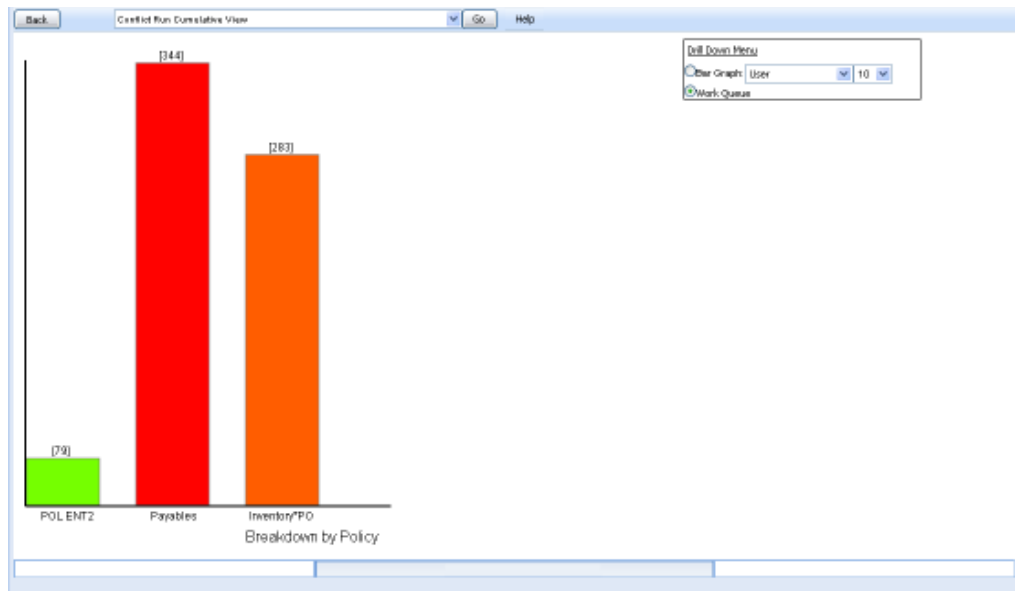 Back Conflict Run Cumulative View Go Help
Drill Down Menu
Bar Graph: User 10
Work Queue
[344]
[283]
[79]
POL ENT2 Payables Inventory*PO
Breakdown by Policy